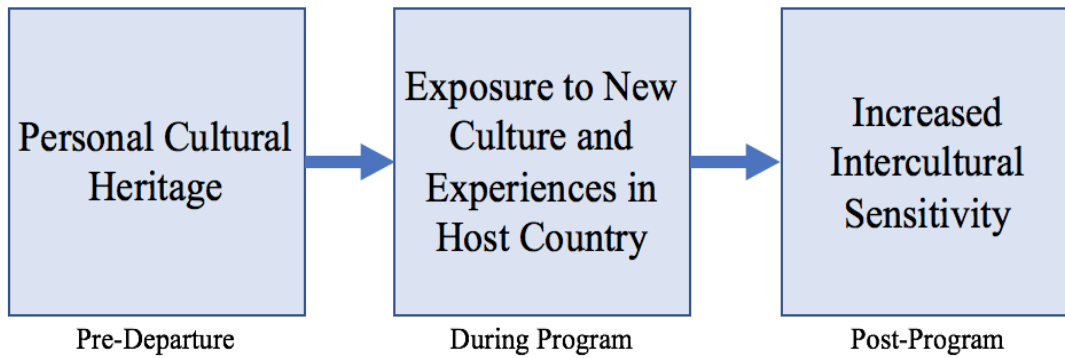 Personal Cultural
Heritage
Exposure to New
Culture and
Experiences in
Host Country
Increased
Intercultural
Sensitivity
Pre-Departure
During Program
Post-Program